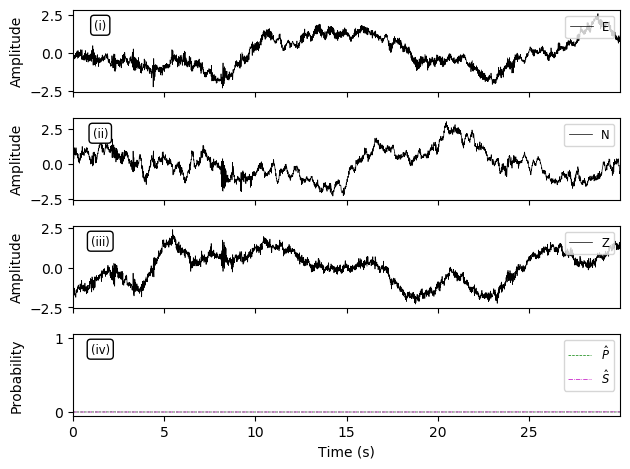 2.5
0.0
−2.5
Amplitude
(i)
E
2.5
0.0
−2.5
Amplitude
(ii)
N
2.5
0.0
−2.5
Amplitude
(iii)
Z
1
0
Probability
(iv)
P̂
Ŝ
0 5 10 15 20 25
Time (s)